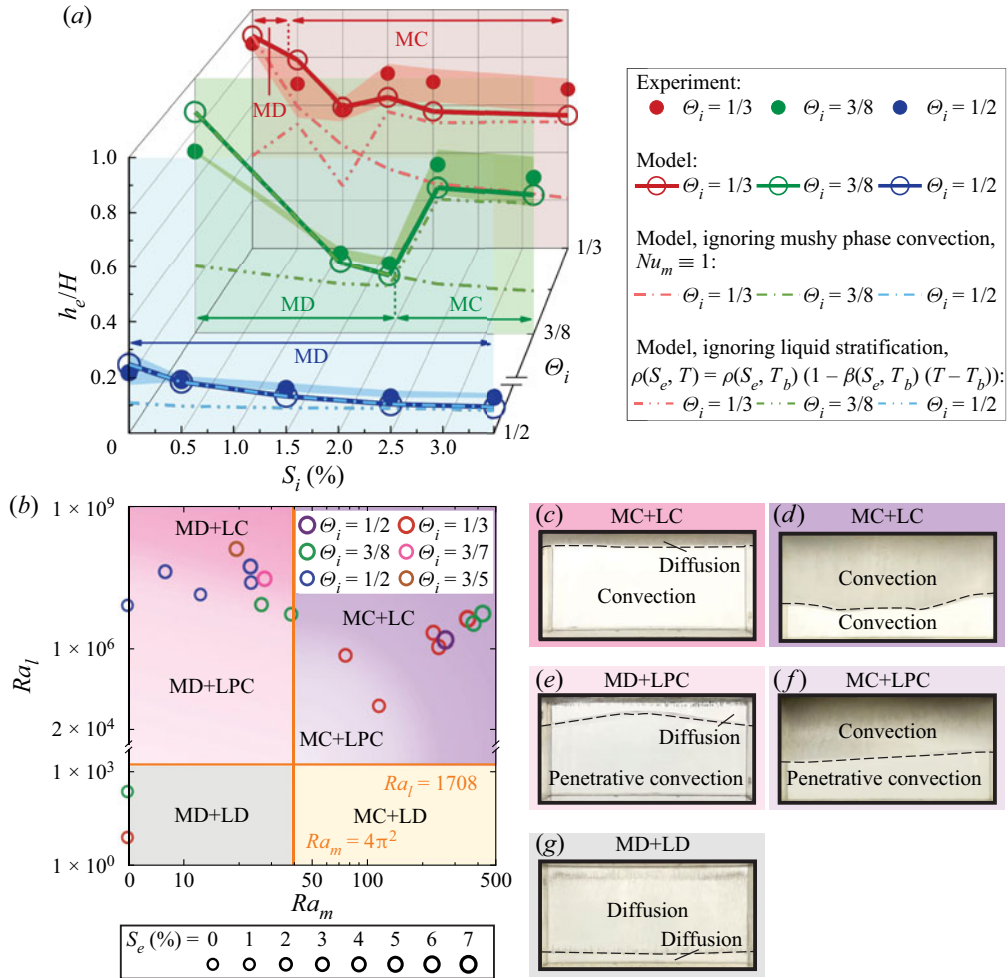 (a)
MC
MD
1.0
0.8
0.6
0.4
0.2
0
h_e/H
MD
MC
MD
1/3
3/8
Θ_i
1/2
0.5
1.5
2.0
2.5
3.0
S_i (%)
Experiment:
Θ_i = 1/3 Θ_i = 3/8 Θ_i = 1/2
Model:
Θ_i = 1/3 Θ_i = 3/8 Θ_i = 1/2
Model, ignoring mushy phase convection,
Nu_m ≡ 1:
Θ_i = 1/3 Θ_i = 3/8 Θ_i = 1/2
Model, ignoring liquid stratification,
ρ(S_e, T) = ρ(S_e, T_b) (1 – β(S_e, T_b) (T – T_b)):
Θ_i = 1/3 Θ_i = 3/8 Θ_i = 1/2
(b)
1 × 10^9
1 × 10^6
2 × 10^4
1 × 10^3
1 × 10^0
Ra_l
MD+LC
Θ_i = 1/2 Θ_i = 1/3
Θ_i = 3/8 Θ_i = 3/7
Θ_i = 1/2 Θ_i = 3/5
MC+LC
MD+LPC
MC+LPC
Ra_l = 1708
MD+LD
MC+LD
Ra_m = 4π^2
0 10 50 100 500
Ra_m
S_e (%) = 0 1 2 3 4 5 6 7
(c) MC+LC
Diffusion
Convection
(d) MC+LC
Convection
Convection
(e) MD+LPC
Diffusion
Penetrative convection
(f) MC+LPC
Convection
Penetrative convection
(g) MD+LD
Diffusion
Diffusion